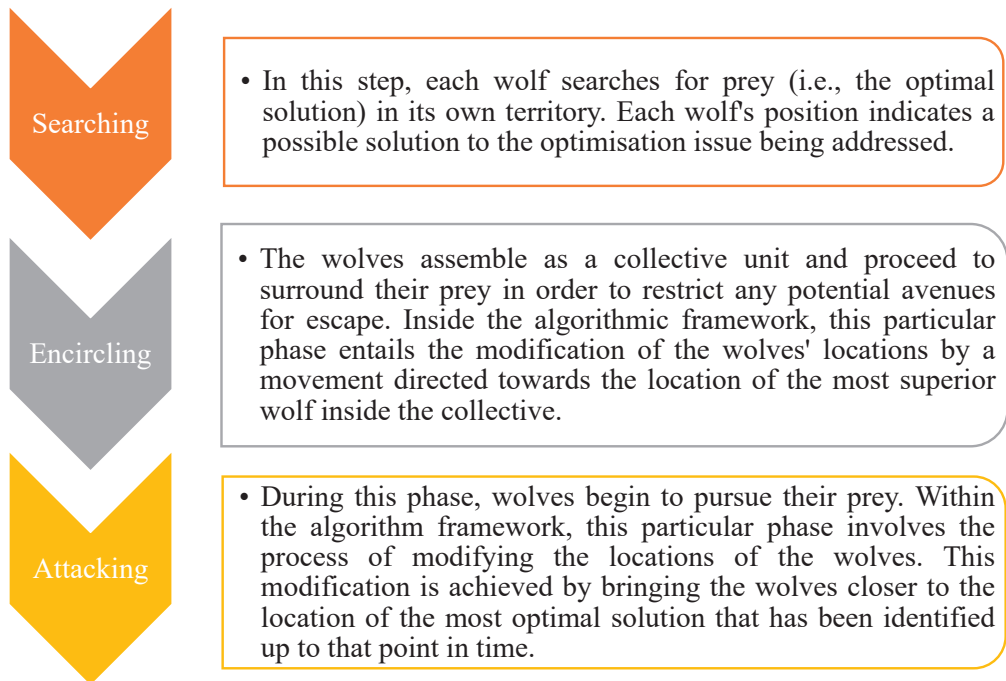 Searching
• In this step, each wolf searches for prey (i.e., the optimal
solution) in its own territory. Each wolf's position indicates a
possible solution to the optimisation issue being addressed.
Encircling
• The wolves assemble as a collective unit and proceed to
surround their prey in order to restrict any potential avenues
for escape. Inside the algorithmic framework, this particular
phase entails the modification of the wolves' locations by a
movement directed towards the location of the most superior
wolf inside the collective.
Attacking
• During this phase, wolves begin to pursue their prey. Within
the algorithm framework, this particular phase involves the
process of modifying the locations of the wolves. This
modification is achieved by bringing the wolves closer to the
location of the most optimal solution that has been identified
up to that point in time.